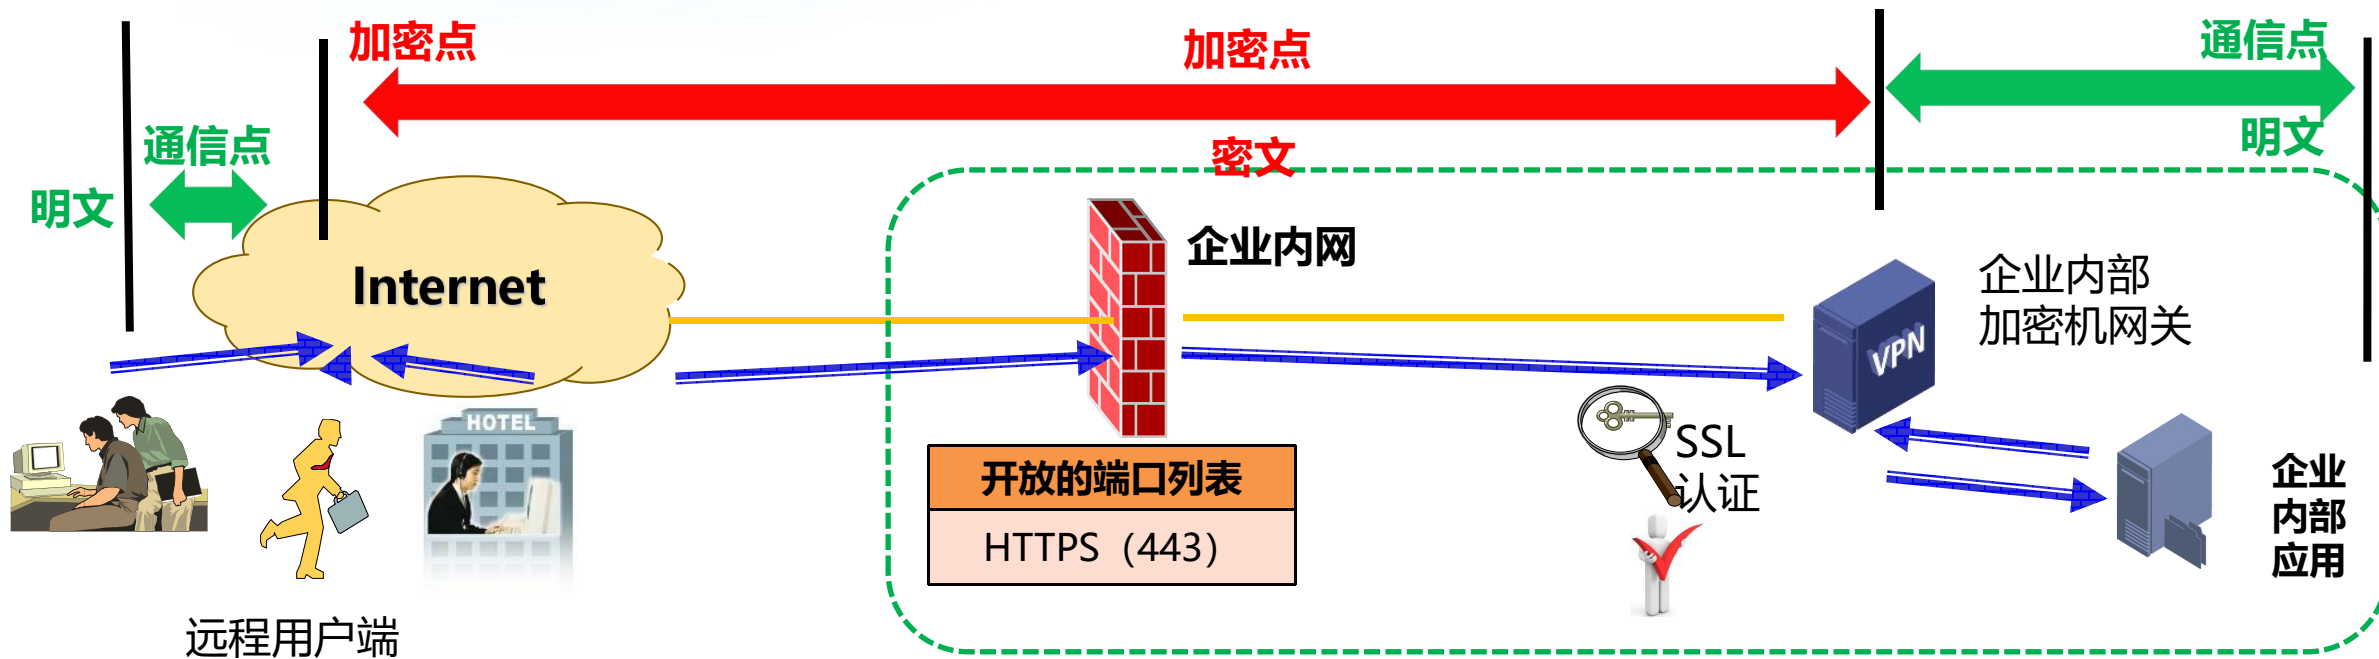 加密点
加密点
通信点
通信点
密文
明文
明文
企业内网
Internet
企业内部
加密机网关
VPN
HOTEL
SSL
认证
开放的端口列表
HTTPS（443）
企业
内部
应用
远程用户端